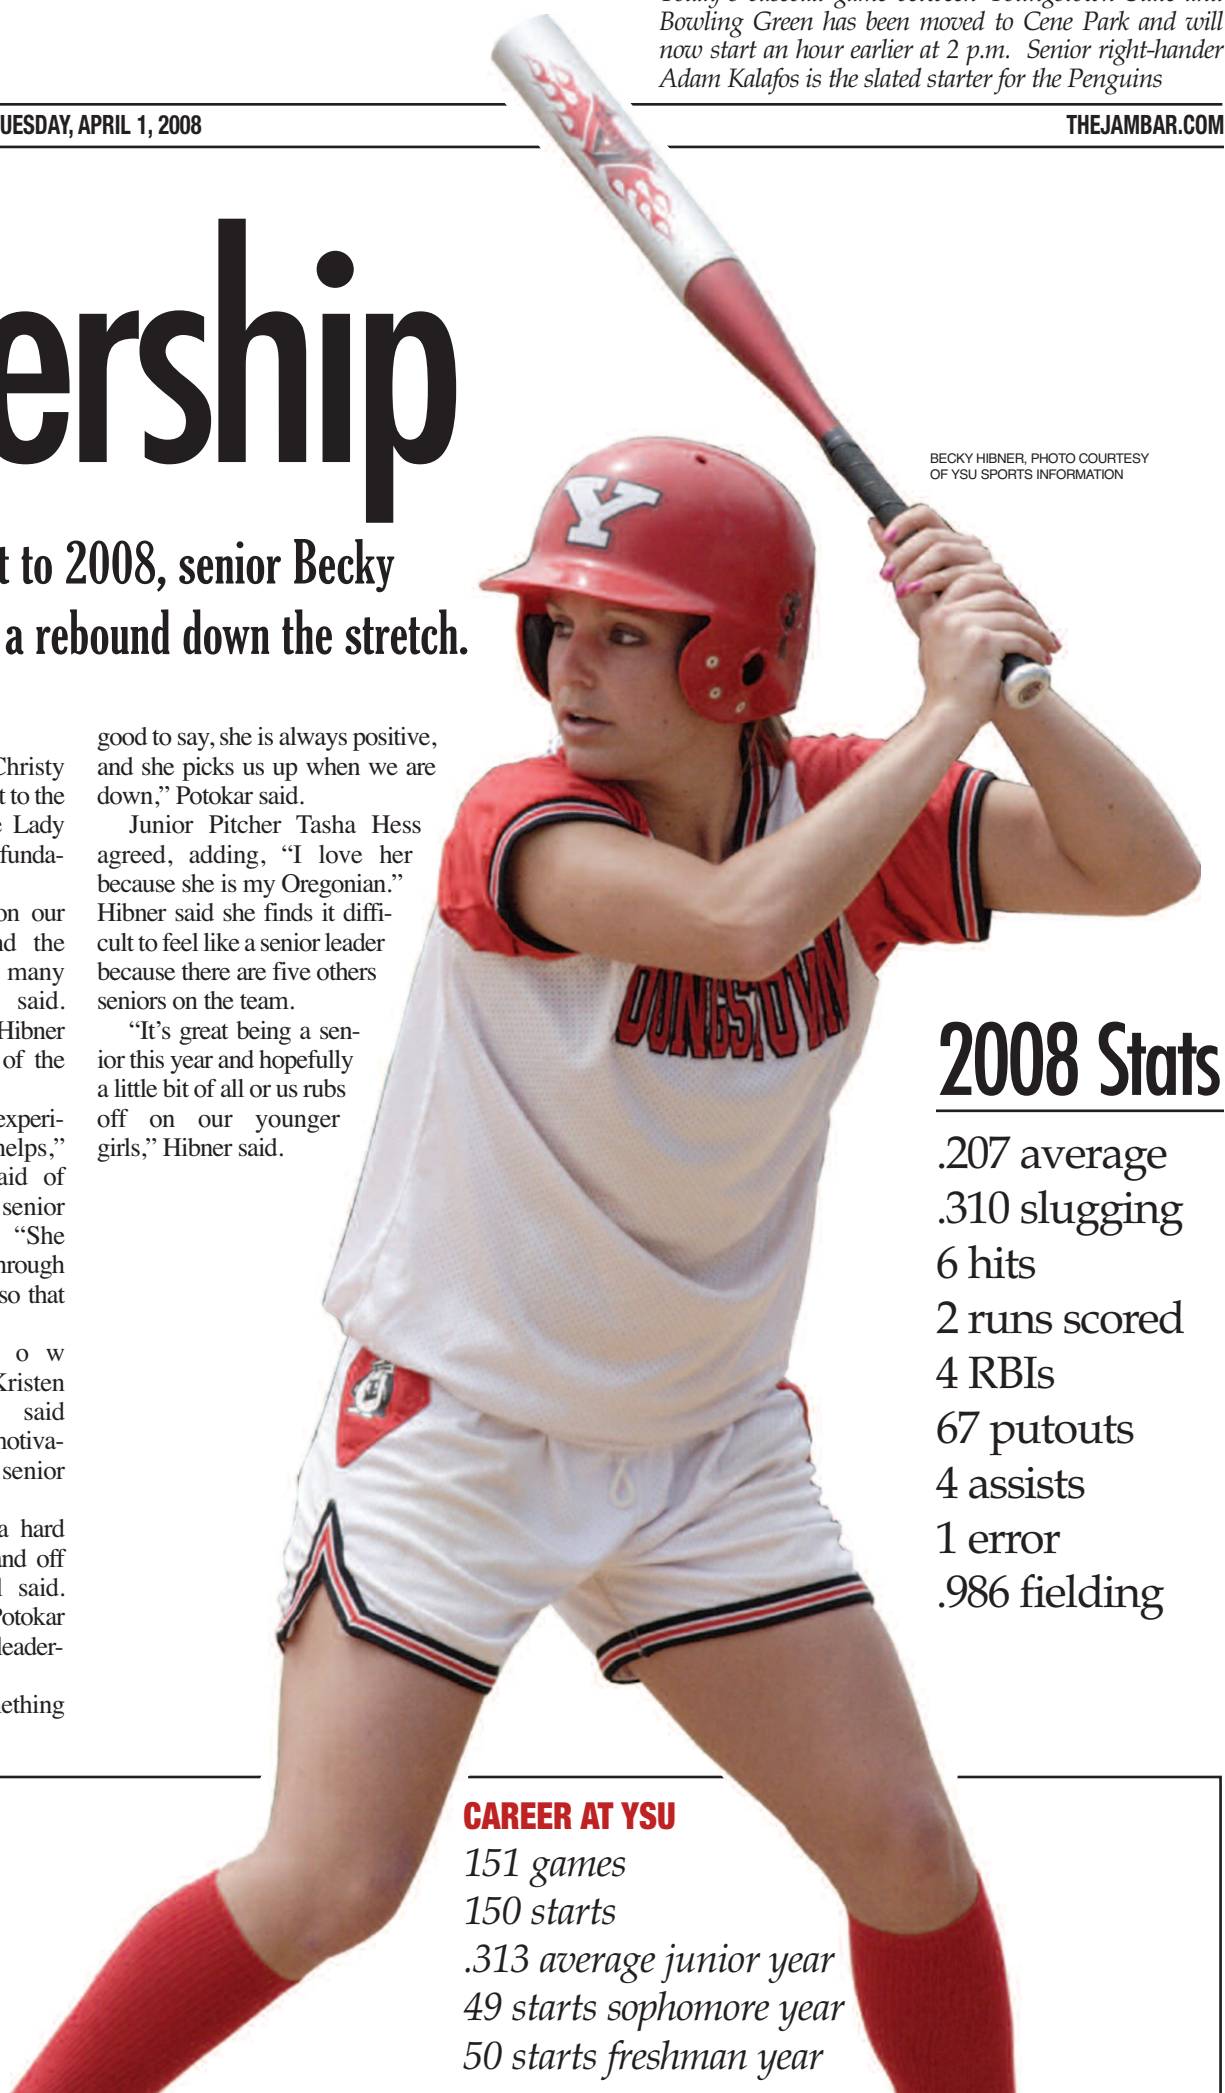 Bowling Green has been moved to Cene Park and will
now start an hour earlier at 2 p.m. Senior right-hander
Adam Kalafos is the slated starter for the Penguins
UESDAY, APRIL 1, 2008
THEJAMBAR.COM
ership
t to 2008, senior Becky
a rebound down the stretch.
BECKY HIBNER, PHOTO COURTESY
OF YSU SPORTS INFORMATION
Christy
t to the
e Lady
funda-
on our
nd the
many
said.
Hibner
of the
experi-
helps,”
aid of
senior
“She
hrough
so that
o w
Kristen
said
notiva-
senior
a hard
and off
l said.
Potokar
leader-
ething
good to say, she is always positive,
and she picks us up when we are
down,” Potokar said.
Junior Pitcher Tasha Hess
agreed, adding, “I love her
because she is my Oregonian.”
Hibner said she finds it diffi-
cult to feel like a senior leader
because there are five others
seniors on the team.
“It’s great being a sen-
ior this year and hopefully
a little bit of all or us rubs
off on our younger
girls,” Hibner said.
Y
OUNGSTOWN
2008 Stats
.207 average
.310 slugging
6 hits
2 runs scored
4 RBIs
67 putouts
4 assists
1 error
.986 fielding
CAREER AT YSU
151 games
150 starts
.313 average junior year
49 starts sophomore year
50 starts freshman year